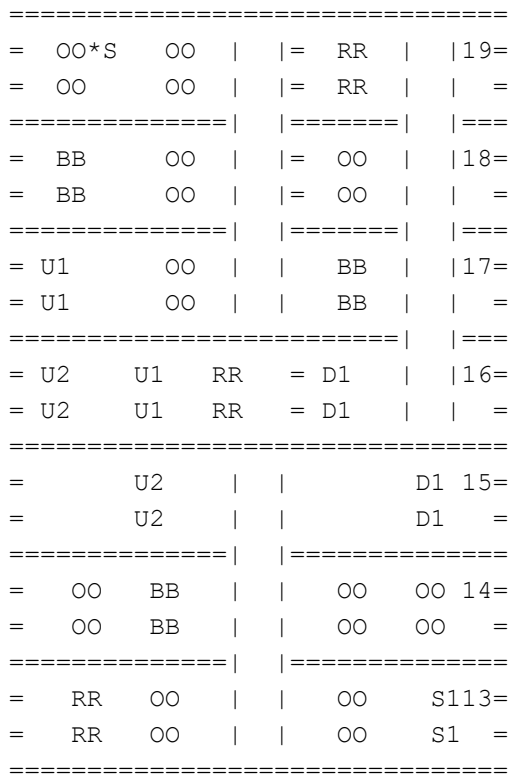 ================================
=  OO*S   OO  |  |=  RR  |  |19=
=  OO     OO  |  |=  RR  |  |  =
==============|  |=======|  |===
=  BB     OO  |  |=  OO  |  |18=
=  BB     OO  |  |=  OO  |  |  =
==============|  |=======|  |===
= U1      OO  |  |   BB  |  |17=
= U1      OO  |  |   BB  |  |  =
=========================|  |===
= U2    U1   RR   = D1   |  |16=
= U2    U1   RR   = D1   |  |  =
================================
=       U2    |  |        D1 15=
=       U2    |  |        D1   =
==============|  |==============
=   OO   BB   |  |   OO   OO 14=
=   OO   BB   |  |   OO   OO   =
==============|  |==============
=   RR   OO   |  |   OO    S113=
=   RR   OO   |  |   OO    S1  =
================================